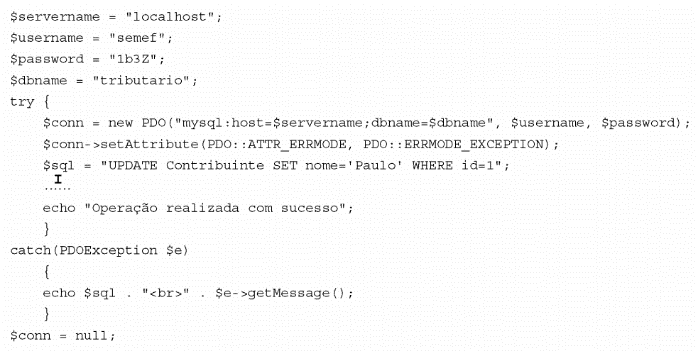 $servername = "localhost";
$username = "semef";
$password = "1b3Z";
$dbname = "tributario";
try {
$conn = new PDO("mysql:host=$servername;dbname=$dbname", $username, $password);
$conn->setAttribute(PDO::ATTR_ERRMODE, PDO::ERRMODE_EXCEPTION);
$sql = "UPDATE Contribuinte SET nome='Paulo' WHERE id=1";
I
......
echo "Operação realizada com sucesso";
}
catch(PDOException $e)
{
echo $sql . "<br>" . $e->getMessage();
}
$conn = null;